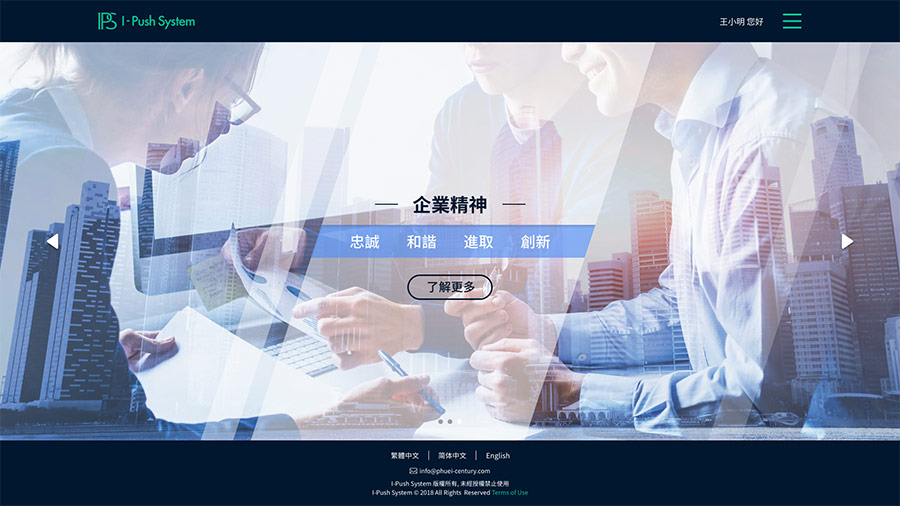 IPS I-Push System
王小明 您好
企業精神
忠誠 和諧 進取 創新
了解更多
繁體中文 | 简体中文 | English
info@phuei-century.com
I-Push System 版權所有, 未經授權禁止使用
I-Push System © 2018 All Rights Reserved Terms of Use